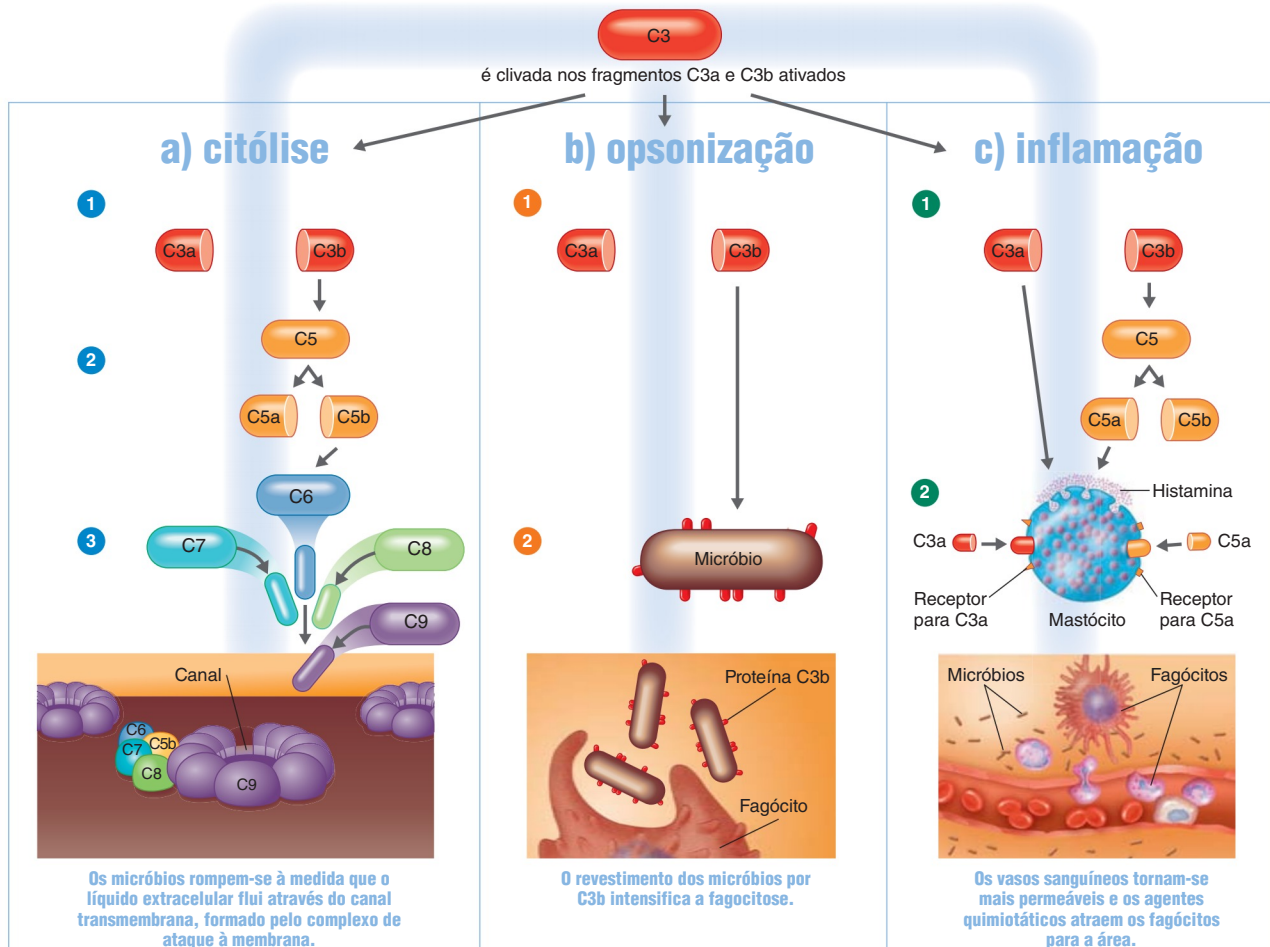 C3
é clivada nos fragmentos C3a e C3b ativados
a) citólise
1
C3a
C3b
C5
2
C5a
C5b
C6
3
C7
C8
C9
Canal
C6
C7
C5b
C8
C9
Os micróbios rompem-se à medida que o
líquido extracelular flui através do canal
transmembrana, formado pelo complexo de
ataque à membrana.
b) opsonização
1
C3a
C3b
2
Micróbio
Proteína C3b
Fagócito
O revestimento dos micróbios por
C3b intensifica a fagocitose.
c) inflamação
1
C3a
C3b
C5
C5a
C5b
2
Histamina
C3a
C5a
Receptor
para C3a
Mastócito
Receptor
para C5a
Micróbios
Fagócitos
Os vasos sanguíneos tornam-se
mais permeáveis e os agentes
quimiotáticos atraem os fagócitos
para a área.